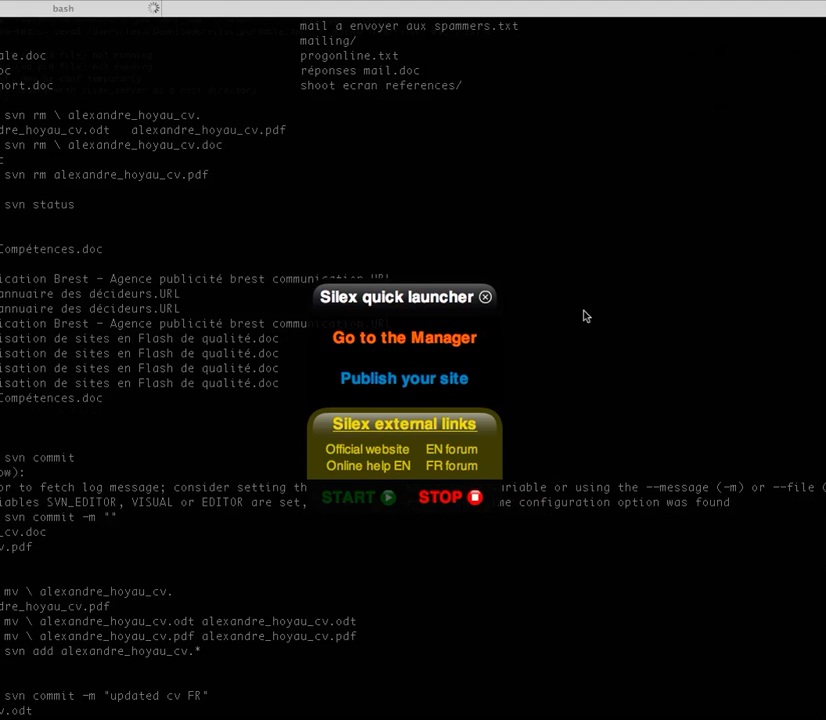 bash
mail a envoyer aux spammers.txt
mailing/
ale.doc progonline.txt
oc réponses mail.doc
hort.doc shoot ecran references/
svn rm \ alexandre_hoyau_cv.
dre_hoyau_cv.odt alexandre_hoyau_cv.pdf
svn rm \ alexandre_hoyau_cv.doc
c
svn rm alexandre_hoyau_cv.pdf
svn status
Compétences.doc
ication Brest - Agence publicité brest communication.URL
annuaire des décideurs.URL
annuaire des décideurs.URL
ication Brest - Agence publicité brest commu
isation de sites en Flash de qualité.doc
isation de sites en Flash de qualité.doc
isation de sites en Flash de qualité.doc
isation de sites en Flash de qualité.doc
Compétences.doc
Silex quick launcher
Go to the Manager
Publish your site
Silex external links
Official website EN forum
Online help EN FR forum
START STOP
svn commit
ow):
or to fetch log message; consider setting th ariable or using the --message (-m) or --file (
iables SVN_EDITOR, VISUAL or EDITOR are set, me configuration option was found
svn commit -m ""
_cv.doc
v.pdf
mv \ alexandre_hoyau_cv.
dre_hoyau_cv.pdf
mv \ alexandre_hoyau_cv.odt alexandre_hoyau_cv.odt
mv \ alexandre_hoyau_cv.pdf alexandre_hoyau_cv.pdf
svn add alexandre_hoyau_cv.*
svn commit -m "updated cv FR"
v.odt